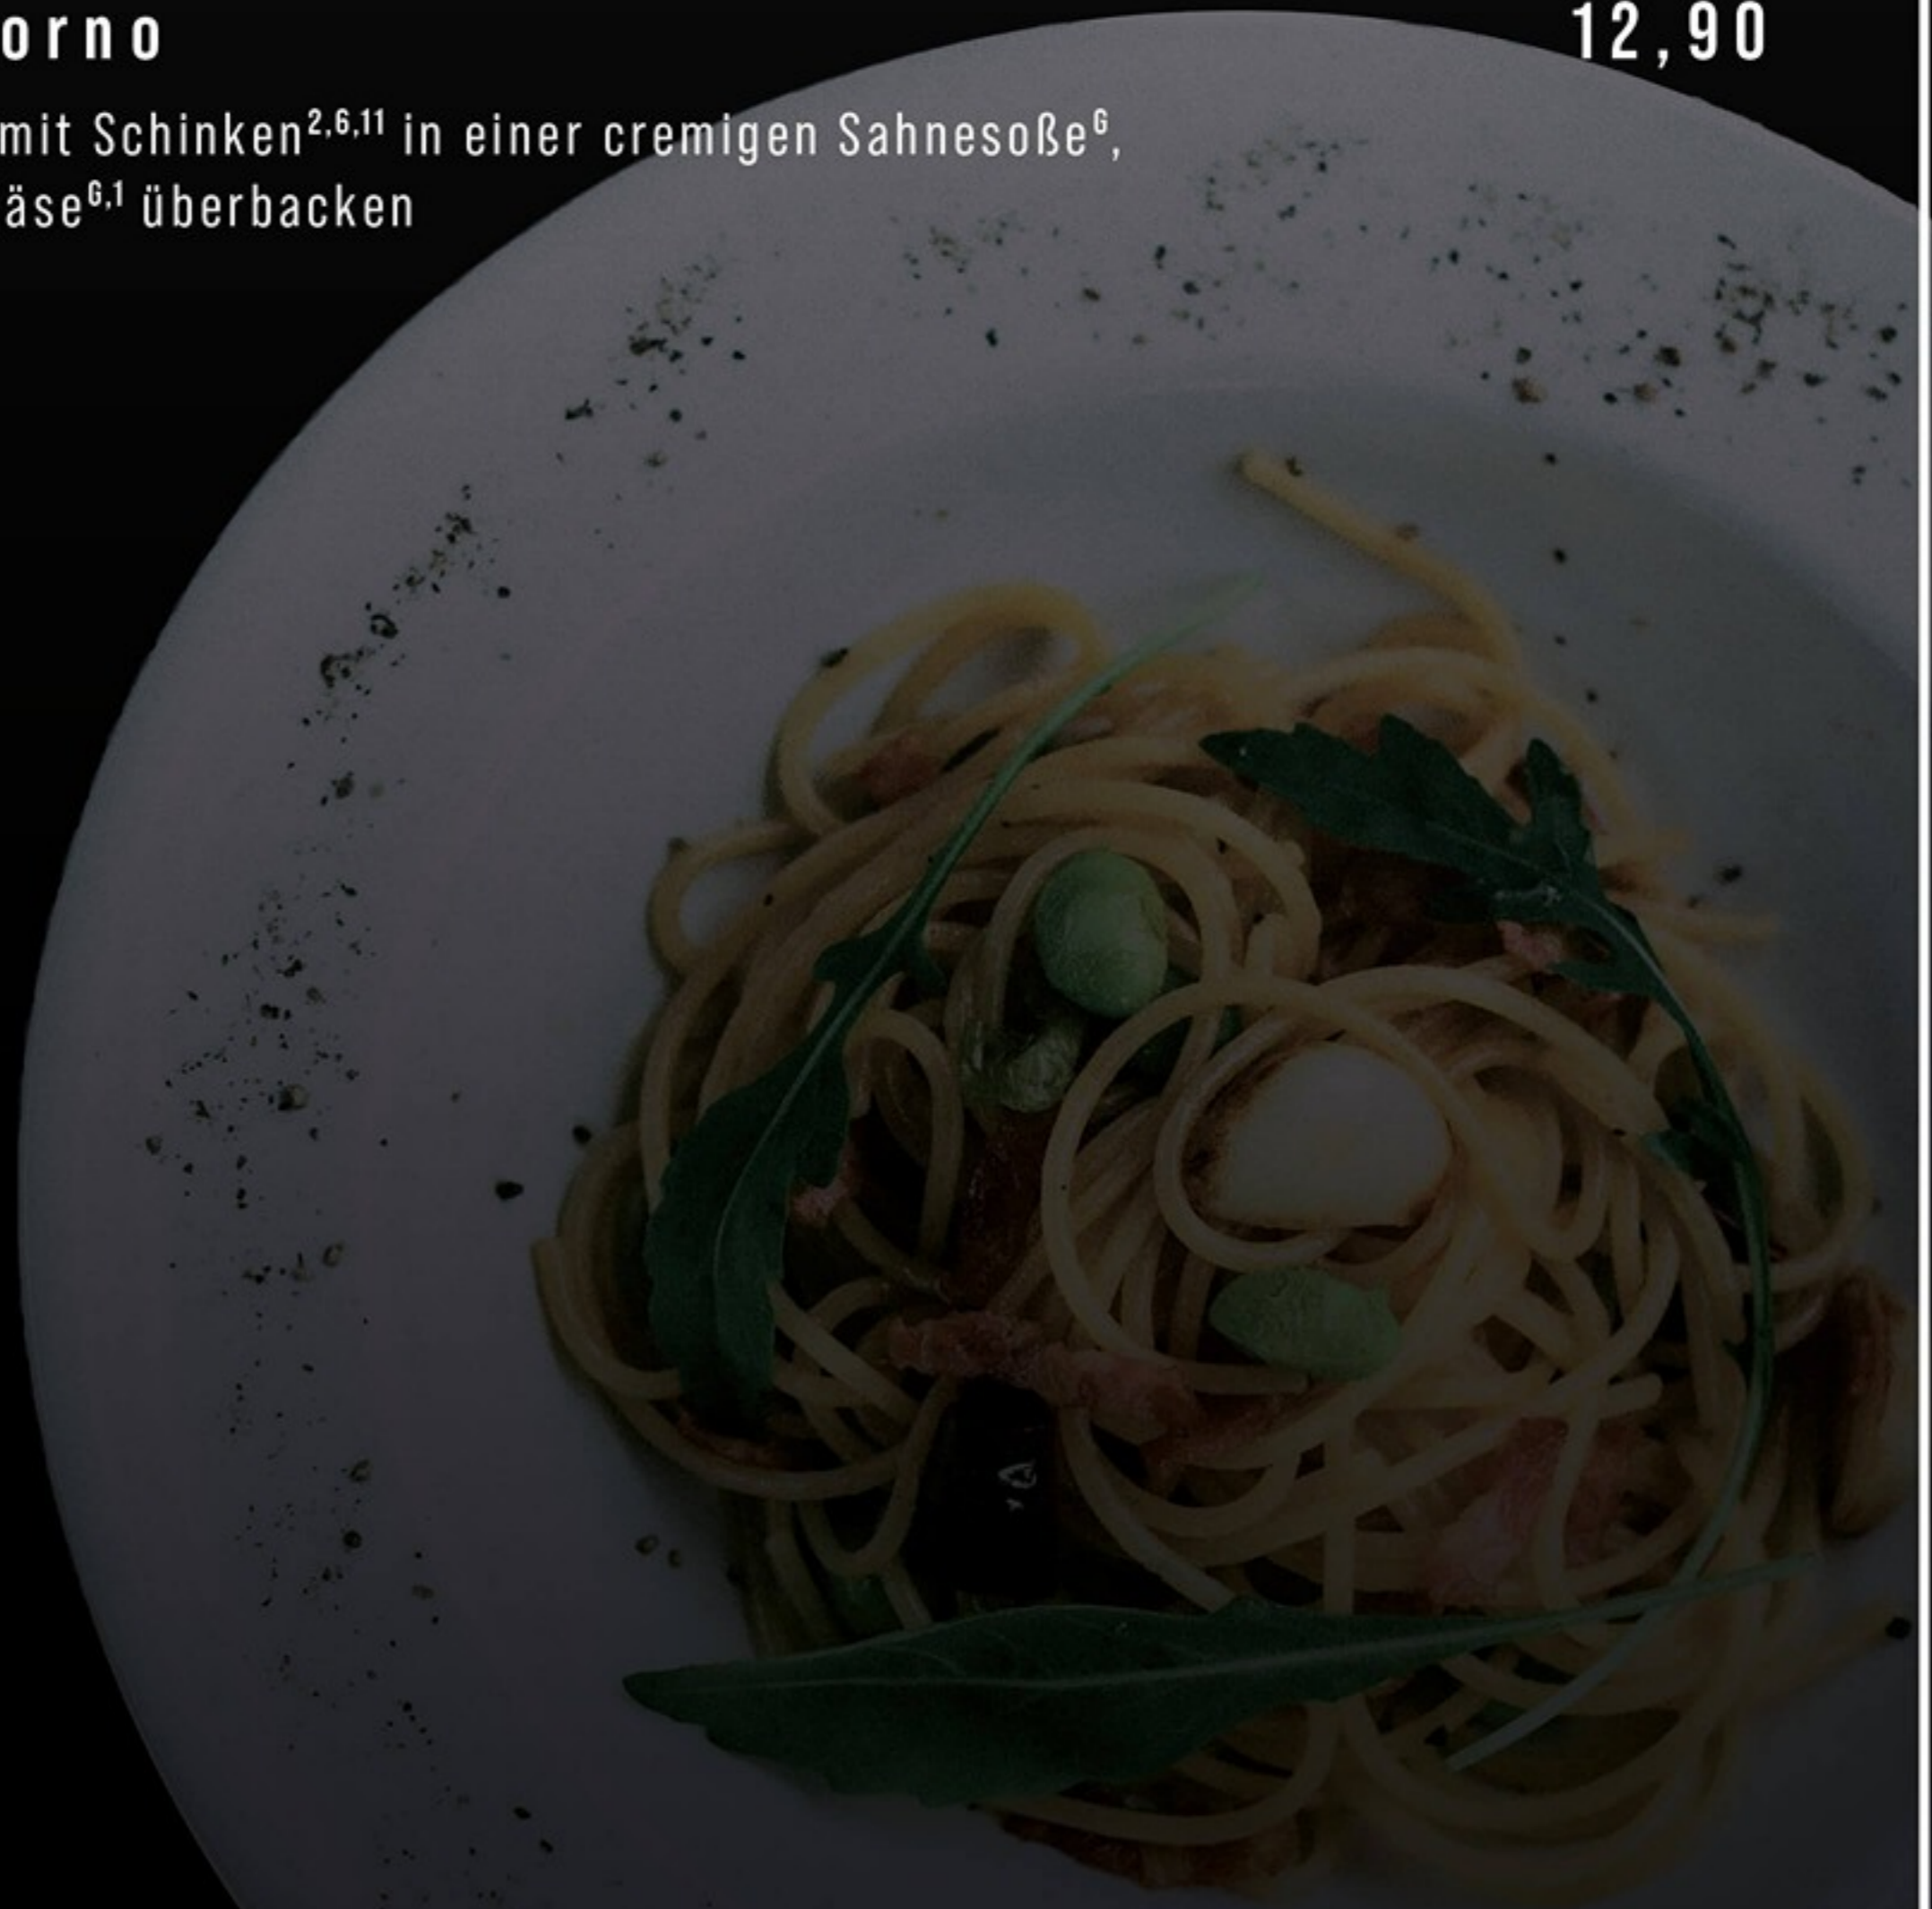 orno 12,90
mit Schinken2,6,11 in einer cremigen SahnesoßeG,
äseG,1 überbacken